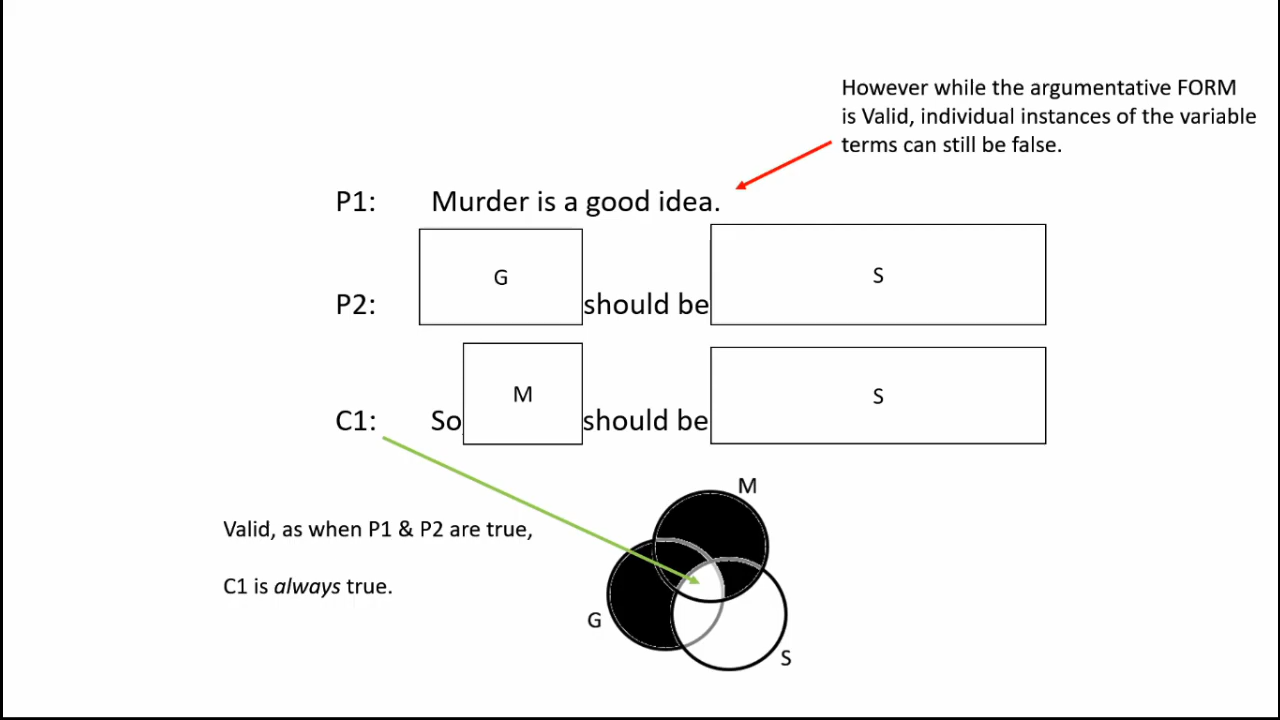 However while the argumentative FORM
is Valid, individual instances of the variable
terms can still be false.
P1: Murder is a good idea.
G S
P2: should be
M S
C1: So, should be
M
Valid, as when P1 & P2 are true,
C1 is always true.
G
S